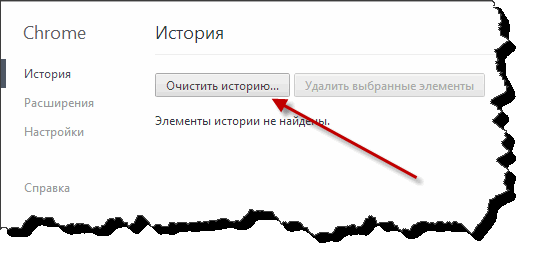 Chrome
История
История
Расширения
Настройки
Справка
Очистить историю...
Удалить выбранные элементы
Элементы истории не найдены.